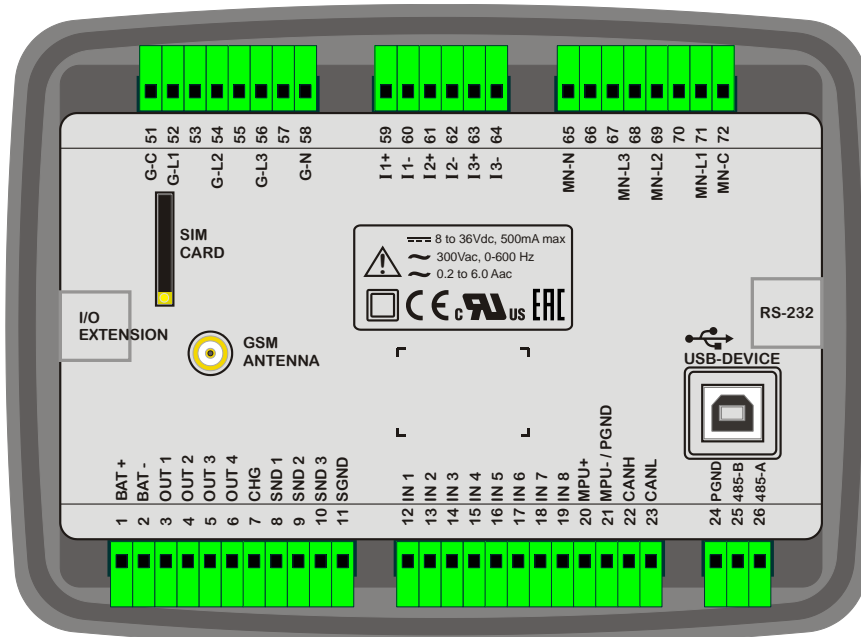 51 G-C
52 G-L1
53
54 G-L2
55
56 G-L3
57
58 G-N
59 I1+
60 I1-
61 I2+
62 I2-
63 I3+
64 I3-
65 MN-N
66
67
68 MN-L3
69 MN-L2
70
71 MN-L1
72 MN-C
SIM
CARD
8 to 36Vdc, 500mA max
300Vac, 0-600 Hz
0.2 to 6.0 Aac
CE c RU US EAC
I/O
EXTENSION
GSM
ANTENNA
RS-232
USB-DEVICE
1 BAT +
2 BAT -
3 OUT 1
4 OUT 2
5 OUT 3
6 OUT 4
7 CHG
8 SND 1
9 SND 2
10 SND 3
11 SGND
12 IN 1
13 IN 2
14 IN 3
15 IN 4
16 IN 5
17 IN 6
18 IN 7
19 IN 8
20 MPU+
21 MPU- / PGND
22 CANH
23 CANL
24 PGND
25 485-B
26 485-A